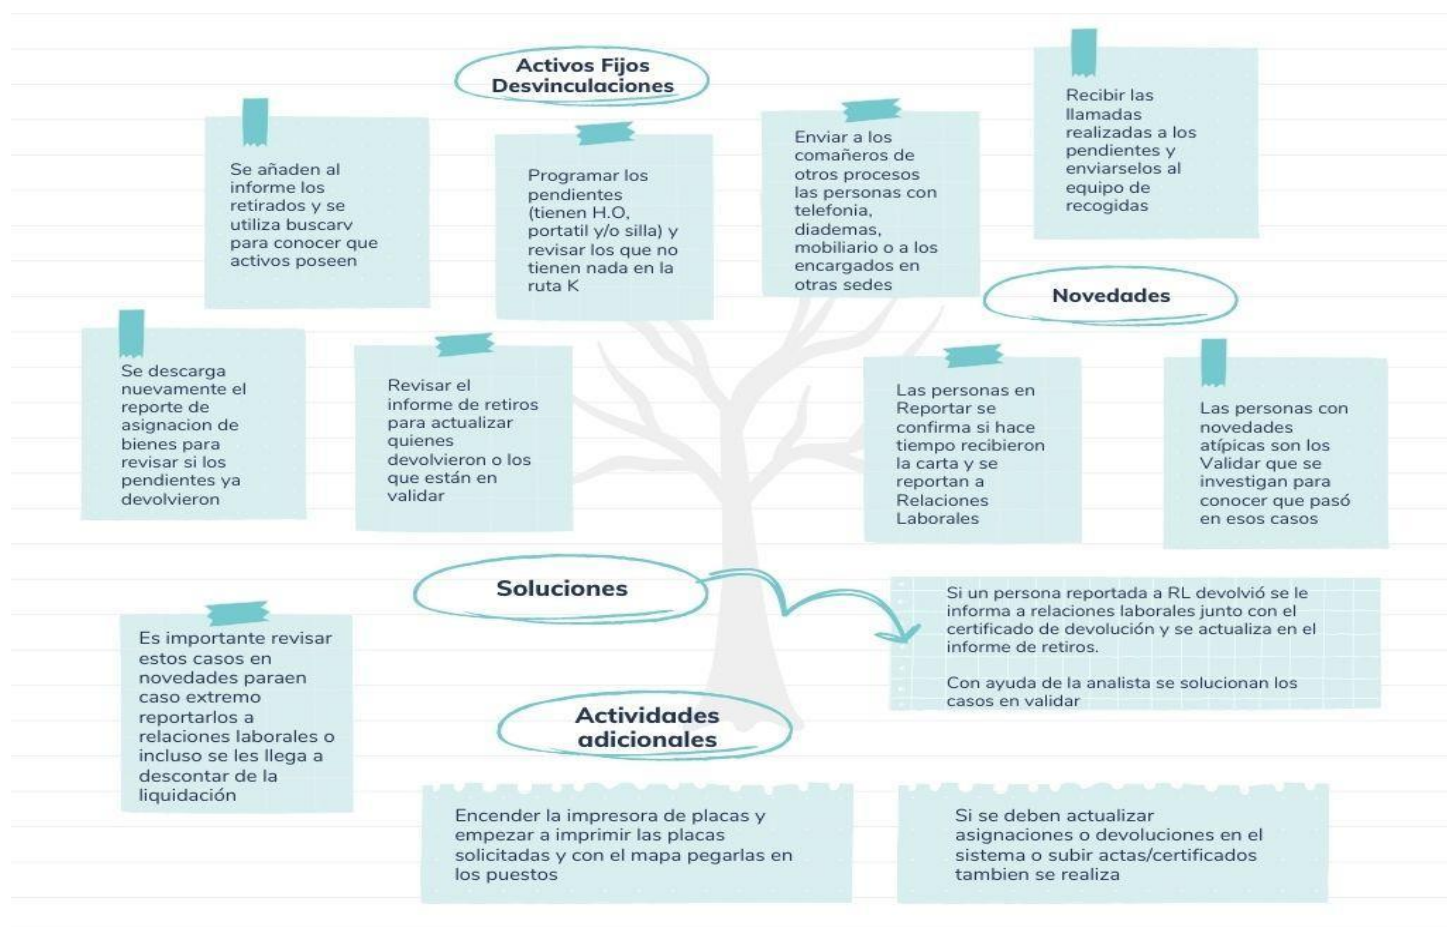 Activos Fijos
Desvinculaciones
Se añaden al
informe los
retirados y se
utiliza buscarv
para conocer que
activos poseen
Programar los
pendientes
(tienen H.O,
portatil y/o silla) y
revisar los que no
tienen nada en la
ruta K
Enviar a los
comañeros de
otros procesos
las personas con
telefonia,
diademas,
mobiliario o a los
encargados en
otras sedes
Recibir las
llamadas
realizadas a los
pendientes y
enviarselos al
equipo de
recogidas
Se descarga
nuevamente el
reporte de
asignacion de
bienes para
revisar si los
pendientes ya
devolvieron
Revisar el
informe de retiros
para actualizar
quienes
devolvieron o los
que están en
validar
Novedades
Las personas en
Reportar se
confirma si hace
tiempo recibieron
la carta y se
reportan a
Relaciones
Laborales
Las personas con
novedades
atípicas son los
Validar que se
investigan para
conocer que pasó
en esos casos
Soluciones
Si un persona reportada a RL devolvió se le
informa a relaciones laborales junto con el
certificado de devolución y se actualiza en el
informe de retiros.
Con ayuda de la analista se solucionan los
casos en validar
Es importante revisar
estos casos en
novedades paraen
caso extremo
reportarlos a
relaciones laborales o
incluso se les llega a
descontar de la
liquidación
Actividades
adicionales
Encender la impresora de placas y
empezar a imprimir las placas
solicitadas y con el mapa pegarlas en
los puestos
Si se deben actualizar
asignaciones o devoluciones en el
sistema o subir actas/certificados
tambien se realiza